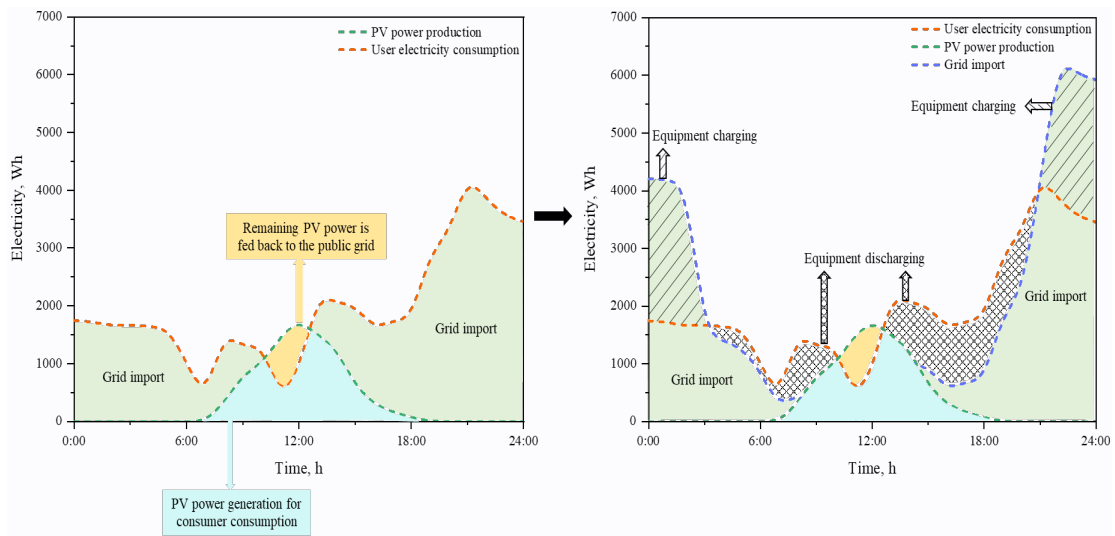 7000
6000
5000
4000
3000
2000
1000
0
Electricity, Wh
PV power production
User electricity consumption
Remaining PV power is
fed back to the public grid
Grid import
Grid import
0:00
6:00
12:00
18:00
24:00
Time, h
PV power generation for
consumer consumption
7000
6000
5000
4000
3000
2000
1000
0
Electricity, Wh
User electricity consumption
PV power production
Grid import
Equipment charging
Equipment charging
Equipment discharging
Grid import
Grid import
0:00
6:00
12:00
18:00
24:00
Time, h